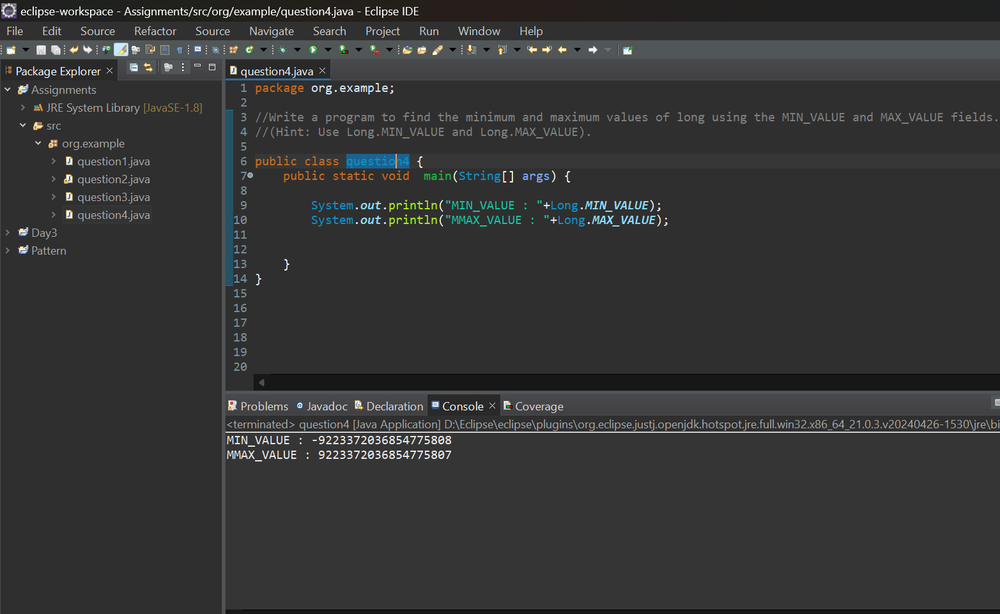 eclipse-workspace - Assignments/src/org/example/question4.java - Eclipse IDE
File Edit Source Refactor Source Navigate Search Project Run Window Help
Package Explorer
Assignments
JRE System Library [JavaSE-1.8]
src
org.example
question1.java
question2.java
question3.java
question4.java
Day3
Pattern
question4.java
1 package org.example;
2
3 //Write a program to find the minimum and maximum values of long using the MIN_VALUE and MAX_VALUE fields.
4 //(Hint: Use Long.MIN_VALUE and Long.MAX_VALUE).
5
6 public class question4 {
7 public static void  main(String[] args) {
8
9 System.out.println("MIN_VALUE : "+Long.MIN_VALUE);
10 System.out.println("MMAX_VALUE : "+Long.MAX_VALUE);
11
12
13 }
14 }
15
16
17
18
19
20
Problems Javadoc Declaration Console Coverage
<terminated> question4 [Java Application] D:\Eclipse\eclipse\plugins\org.eclipse.justj.openjdk.hotspot.jre.full.win32.x86_64_21.0.3.v20240426-1530\jre\bi
MIN_VALUE : -9223372036854775808
MMAX_VALUE : 9223372036854775807